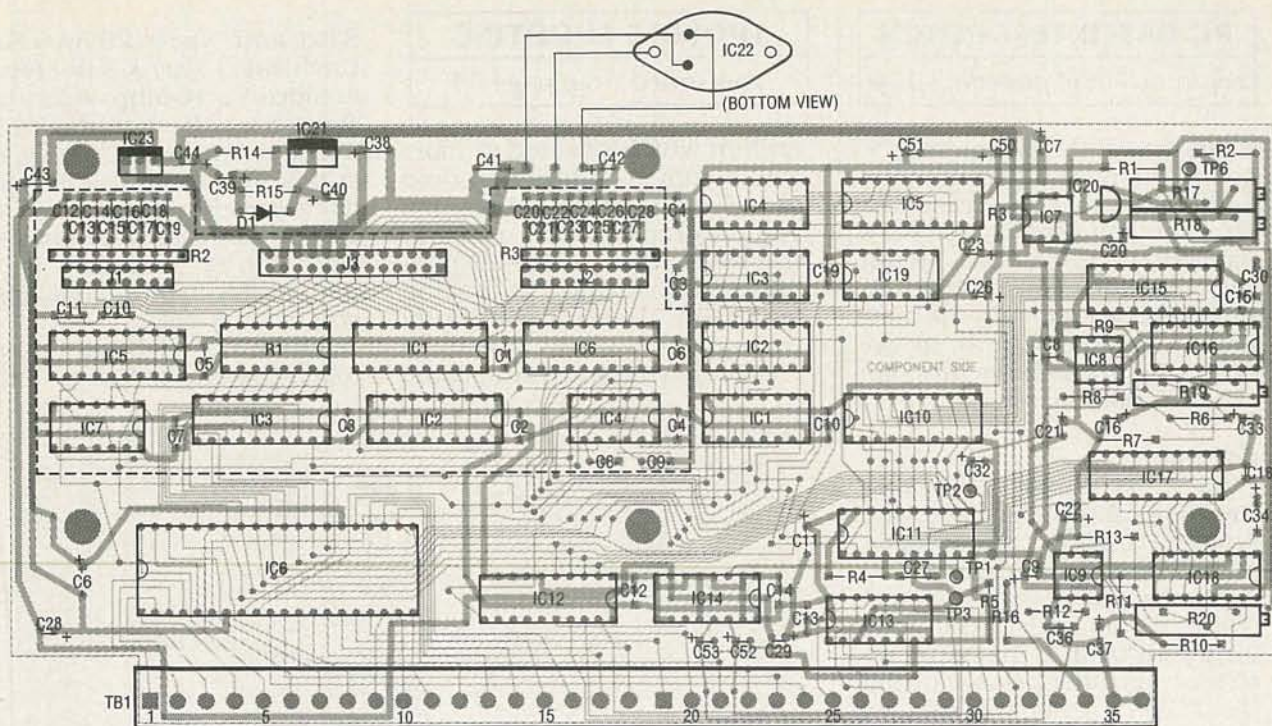 IC22
(BOTTOM VIEW)
IC23 IC21 C44 R14 C38 C41 C42 C51 C50 C7 R1 R2
C43 C39 R15 C40 C20 R17 TP6
C12 C14 C16 C18 D1 C20 C22 C24 C26 C28 C4 IC4 IC5 R3 IC7 R18
C13 C15 C17 C19 C21 C23 C25 C27 C23 C20
R2 J3 R3 C3 IC3 C19 IC19 C30
J1 J2 C26 IC15 C15
C11 C10 R9
IC5 C5 R1 IC1 C1 IC6 C6 IC2 C8 IC8 IC16
COMPONENT SIDE
R8 R19
IC7 C7 IC3 C3 IC2 C2 IC4 C4 IC1 C10 IC10 C21 C16 R6 C33
R7
C8 C9 C32 IC17 IC18
TP2 C34
C22
C11 IC11 R13
IC6 R4 C27 TP1 C9 IC9 IC18
C6 IC12 C12 IC14 C14 TP3 R5 R11
C13 IC13 R16 R12 R20
C28 C53 C52 C29 C36 C37 R10
TB1
1 5 10 15 20 25 30 35